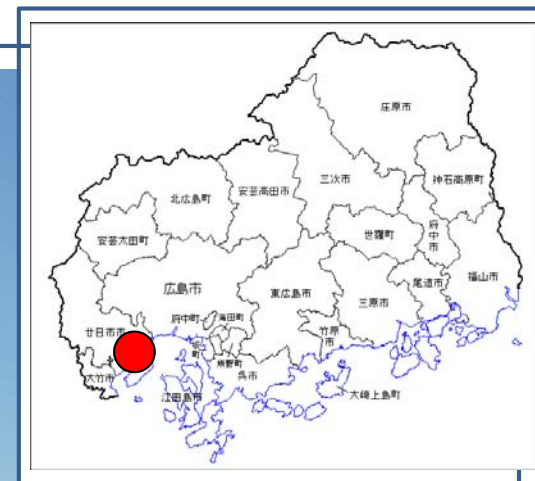 庄原市
神石高原町
三次市
安芸高田市
北広島町
世羅町
府中市
安芸太田町
福山市
尾道市
広島市
東広島市
三原市
府中町
海田町
竹原市
廿日市市
熊野町
呉市
大竹市
江田島市
大崎上島町